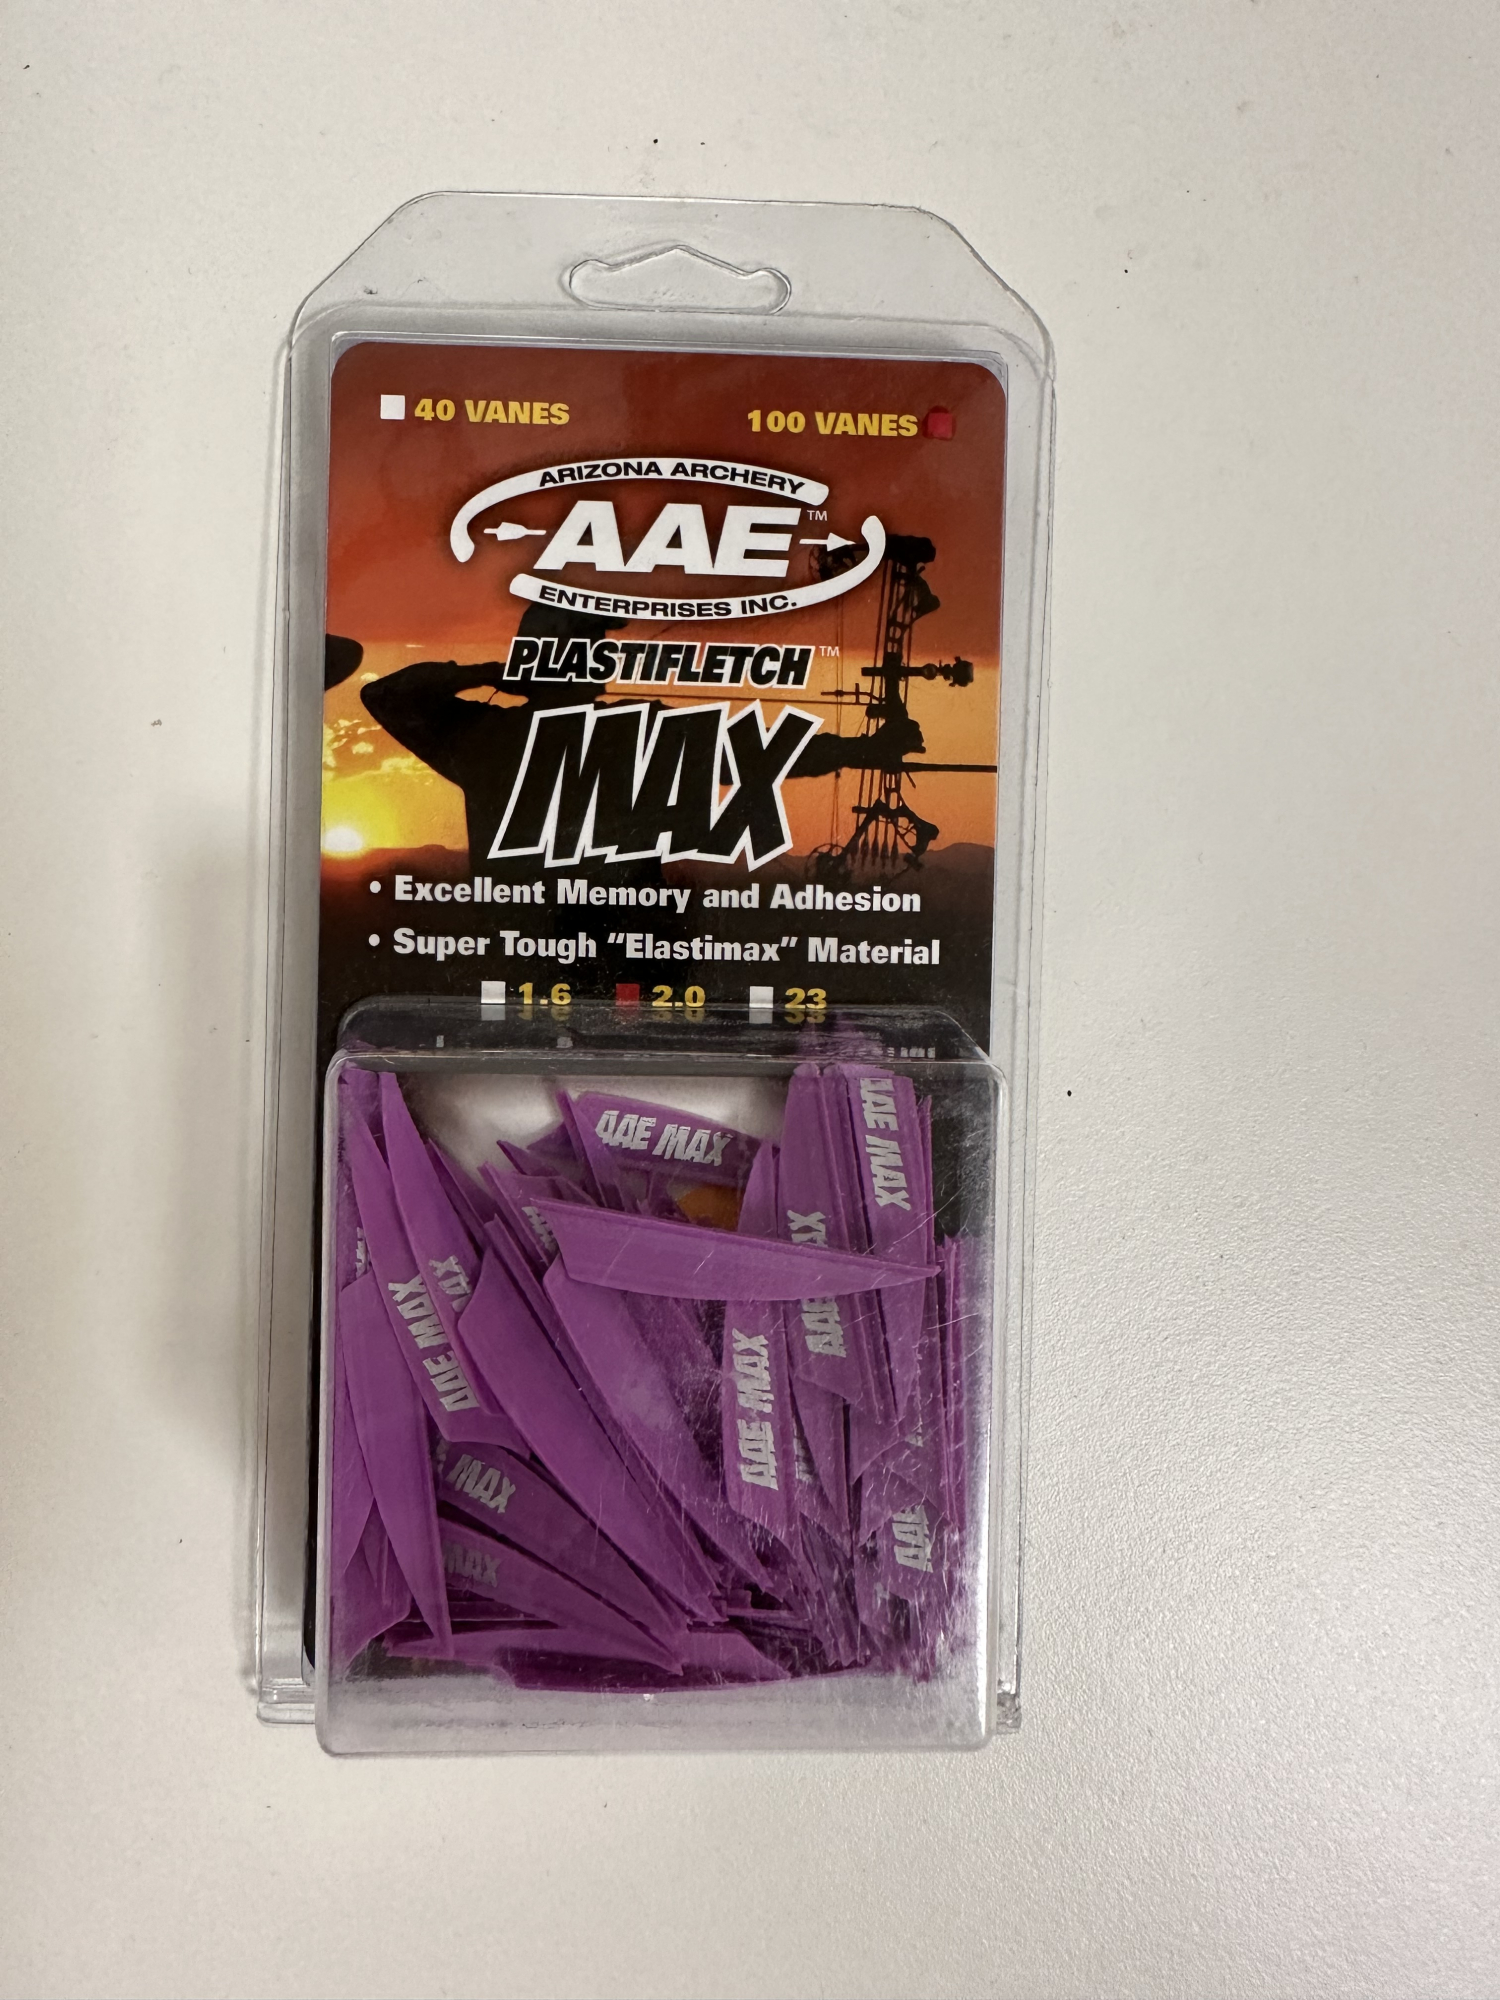 40 VANES
100 VANES
ARIZONA ARCHERY
AAE™
ENTERPRISES INC.
PLASTIFLETCH™
MAX
• Excellent Memory and Adhesion
• Super Tough “Elastimax” Material
1.6 2.0 23
AAE MAX
AAE MAX
AAE MAX
MAX
AAE
AAE MAX
MAX
MAX
AAE